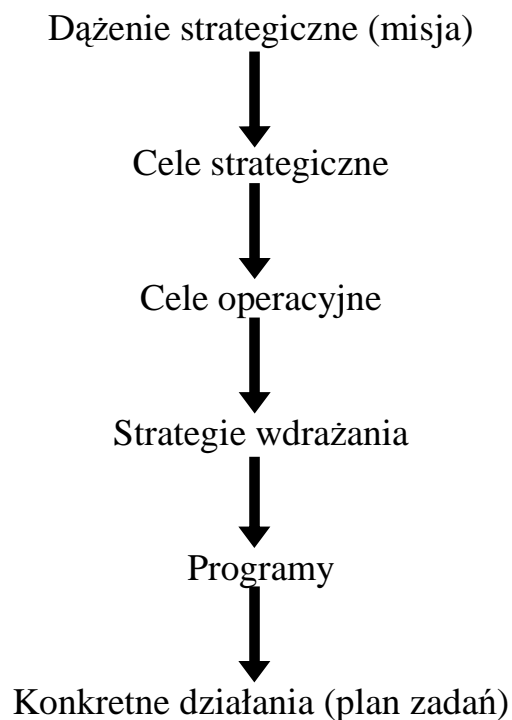 Dążenie strategiczne (misja)
Cele strategiczne
Cele operacyjne
Strategie wdrażania
Programy
Konkretne działania (plan zadań)